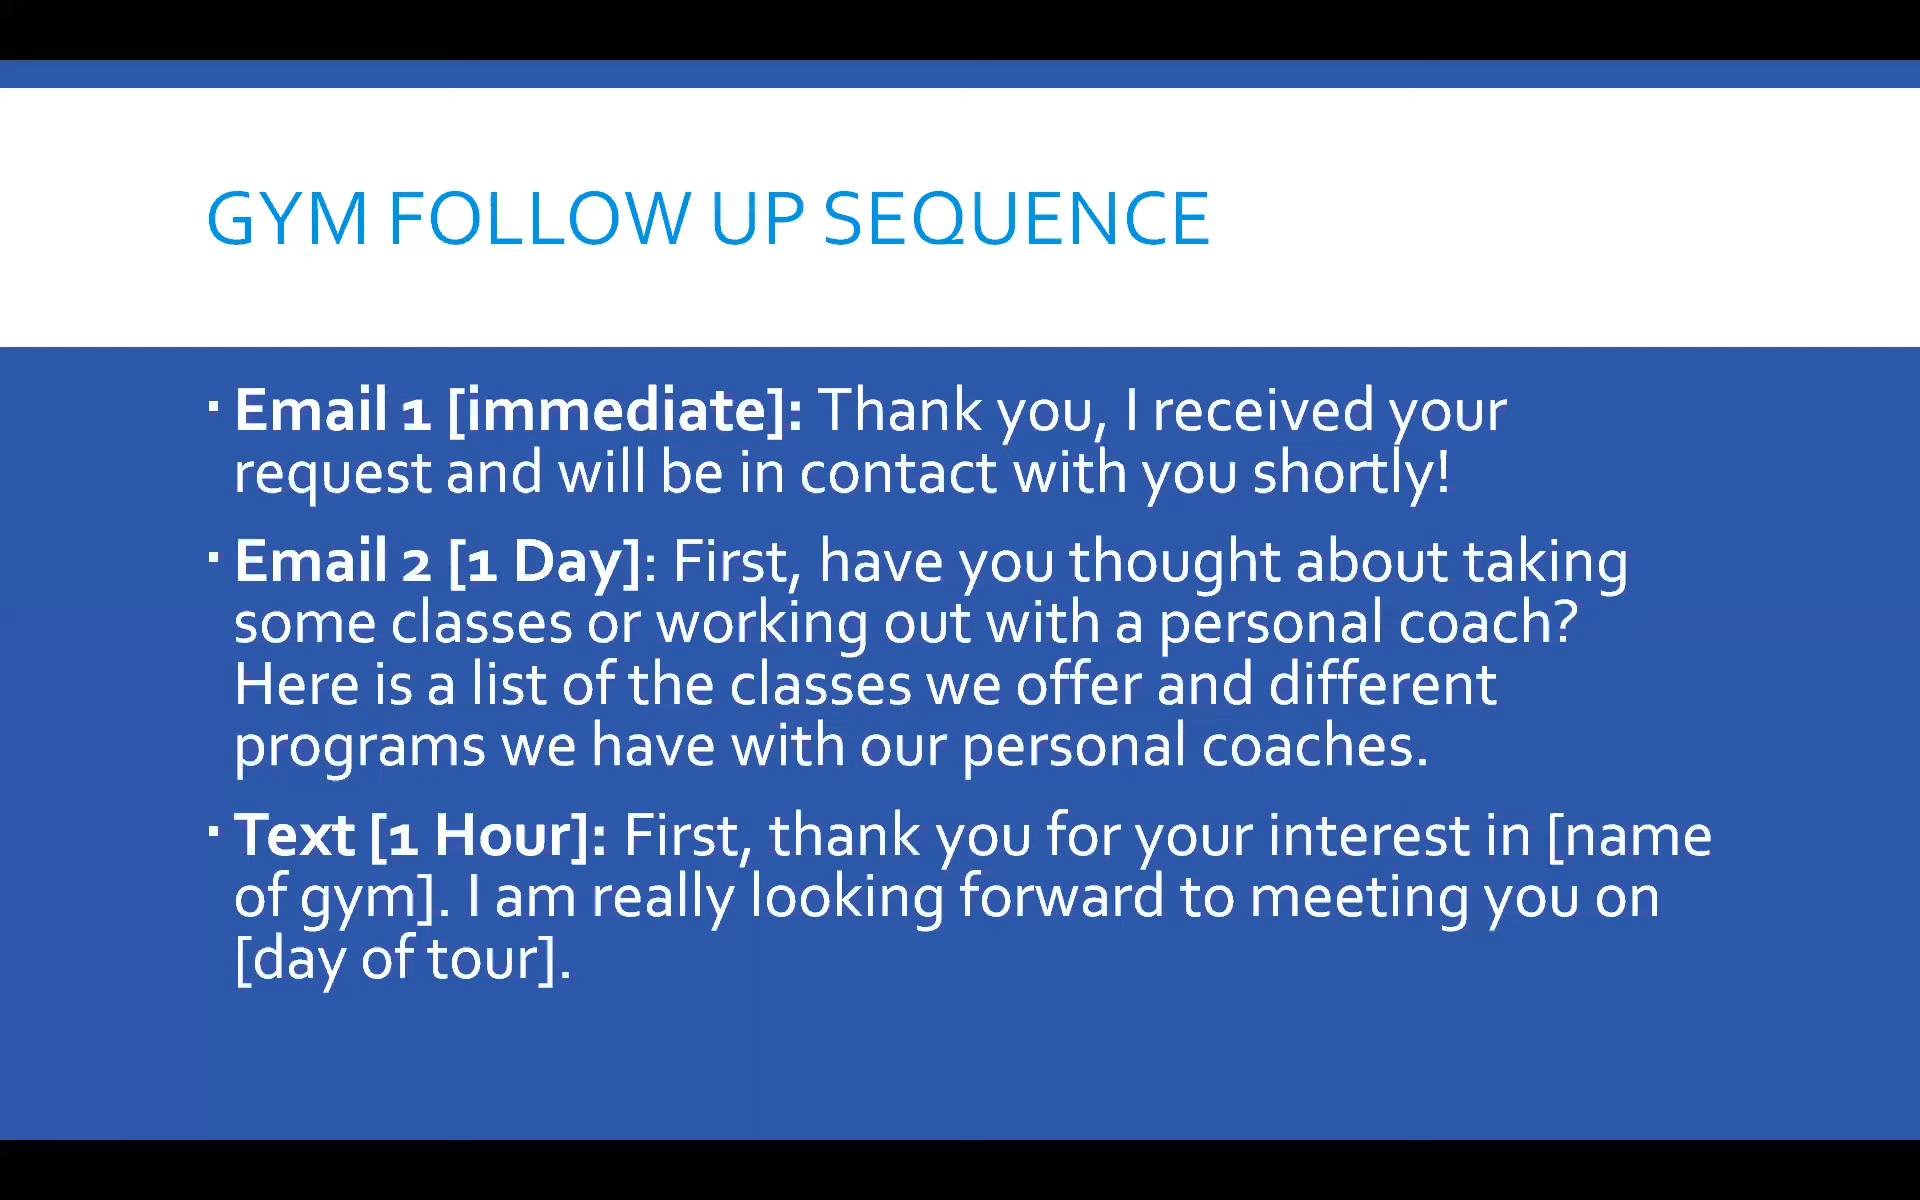 GYM FOLLOW UP SEQUENCE
▪ Email 1 [immediate]: Thank you, I received your
request and will be in contact with you shortly!
▪ Email 2 [1 Day]: First, have you thought about taking
some classes or working out with a personal coach?
Here is a list of the classes we offer and different
programs we have with our personal coaches.
▪ Text [1 Hour]: First, thank you for your interest in [name
of gym]. I am really looking forward to meeting you on
[day of tour].